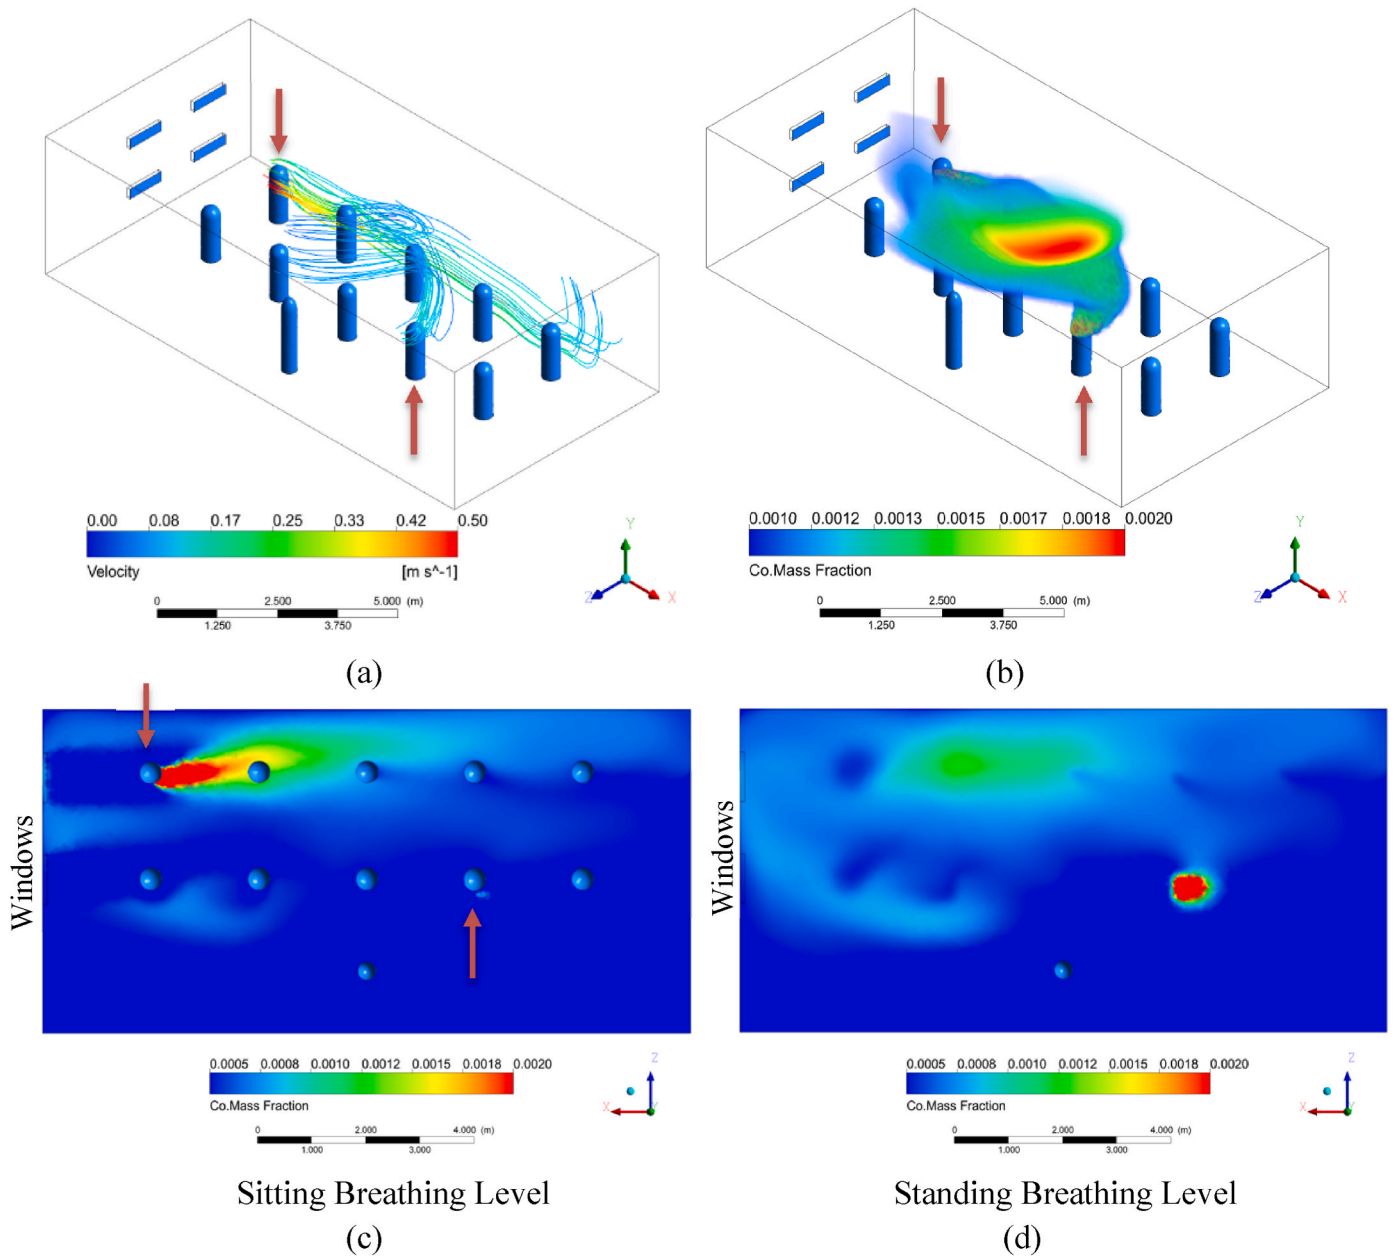 0.00 0.08 0.17 0.25 0.33 0.42 0.50
Velocity [m s^-1]
Y
Z X
0 2.500 5.000 (m)
1.250 3.750
(a)
0.0010 0.0012 0.0013 0.0015 0.0017 0.0018 0.0020
Co.Mass Fraction
Y
Z X
0 2.500 5.000 (m)
1.250 3.750
(b)
Windows
0.0005 0.0008 0.0010 0.0012 0.0015 0.0018 0.0020
Co.Mass Fraction
Z
X Y
0 2.000 4.000 (m)
1.000 3.000
Sitting Breathing Level
(c)
Windows
0.0005 0.0008 0.0010 0.0012 0.0015 0.0018 0.0020
Co.Mass Fraction
Z
X Y
0 2.000 4.000 (m)
1.000 3.000
Standing Breathing Level
(d)